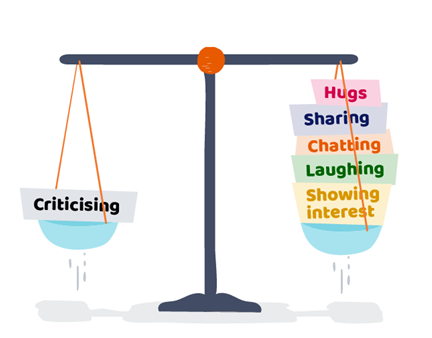 Criticising
Hugs
Sharing
Chatting
Laughing
Showing
interest